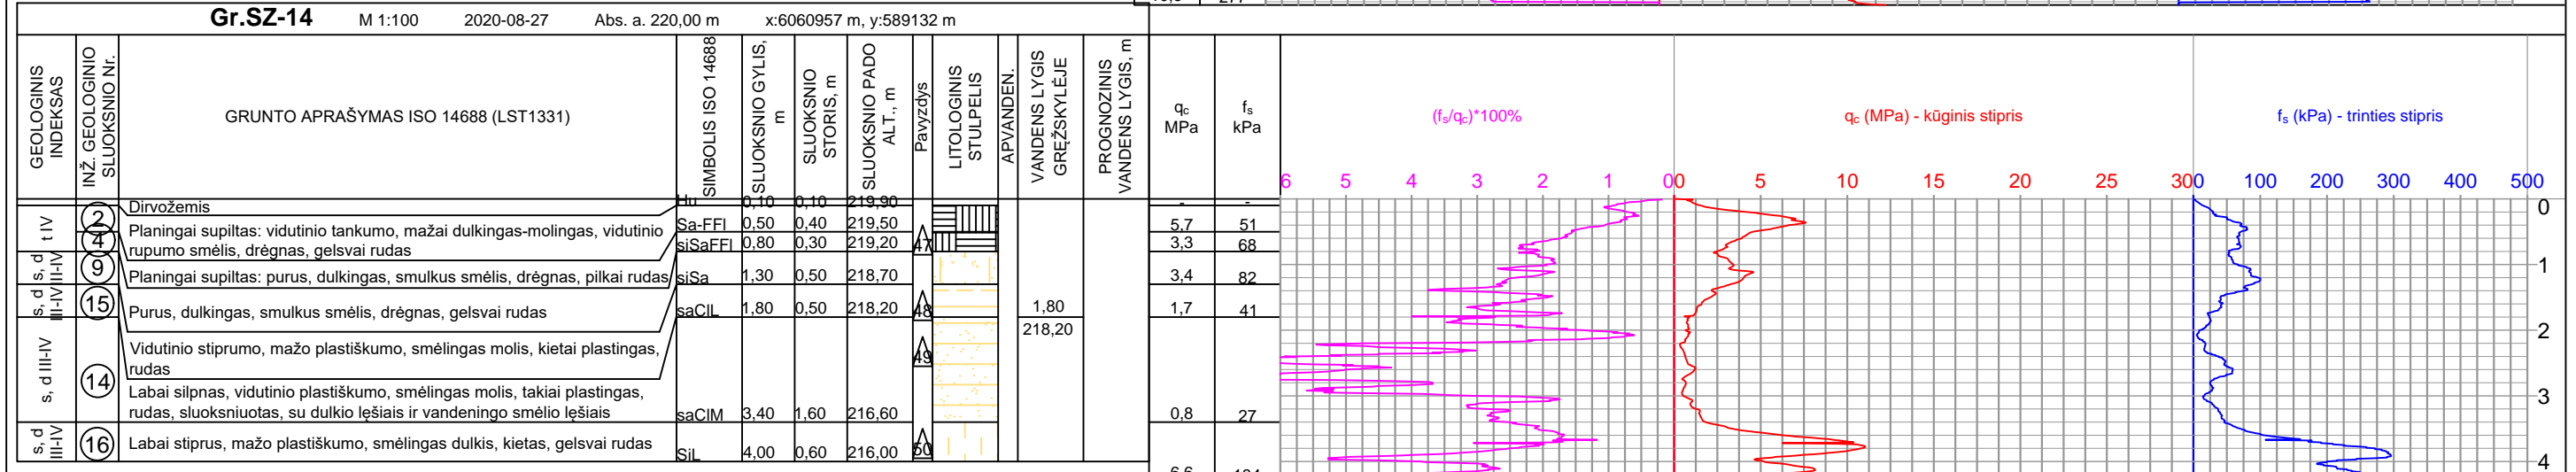 10,8 277
Gr.SZ-14 M 1:100 2020-08-27 Abs. a. 220,00 m x:6060957 m, y:589132 m
GEOLOGINIS
INDEKSAS
INŽ. GEOLOGINIO
SLUOKSNIO Nr.
GRUNTO APRAŠYMAS ISO 14688 (LST1331)
SIMBOLIS ISO 14688
SLUOKSNIO GYLIS,
m
SLUOKSNIO
STORIS, m
SLUOKSNIO PADO
ALT., m
Pavyzdys
LITOLOGINIS
STULPELIS
APVANDEN.
VANDENS LYGIS
GRĘŽSKYLĖJE
PROGNOZINIS
VANDENS LYGIS, m
qc
MPa
fs
kPa
(fs/qc)*100%
qc (MPa) - kūginis stipris
fs (kPa) - trinties stipris
6 5 4 3 2 1 0
0 5 10 15 20 25 30
0 100 200 300 400 500
Dirvožemis Hu 0,10 0,10 219,90 - -
t IV
2
Planingai supiltas: vidutinio tankumo, mažai dulkingas-molingas, vidutinio
rupumo smėlis, drėgnas, gelsvai rudas
Sa-FFl 0,50 0,40 219,50 5,7 51
4
Planingai supiltas: purus, dulkingas, smulkus smėlis, drėgnas, pilkai rudas
siSaFFl 0,80 0,30 219,20 47 3,3 68
s, d III-IV
9
Purus, dulkingas, smulkus smėlis, drėgnas, gelsvai rudas
siSa 1,30 0,50 218,70 3,4 82
s, d
III-IV
15
Vidutinio stiprumo, mažo plastiškumo, smėlingas molis, kietai plastingas,
rudas
saClL 1,80 0,50 218,20 48 1,80 1,7 41
218,20
s, d III-IV
14
Labai silpnas, vidutinio plastiškumo, smėlingas molis, takiai plastingas,
rudas, sluoksniuotas, su dulkio lęšiais ir vandeningo smėlio lęšiais
49
saClM 3,40 1,60 216,60 0,8 27
s, d
III-IV
16
Labai stiprus, mažo plastiškumo, smėlingas dulkis, kietas, gelsvai rudas
SiL 4,00 0,60 216,00 50
0
1
2
3
4